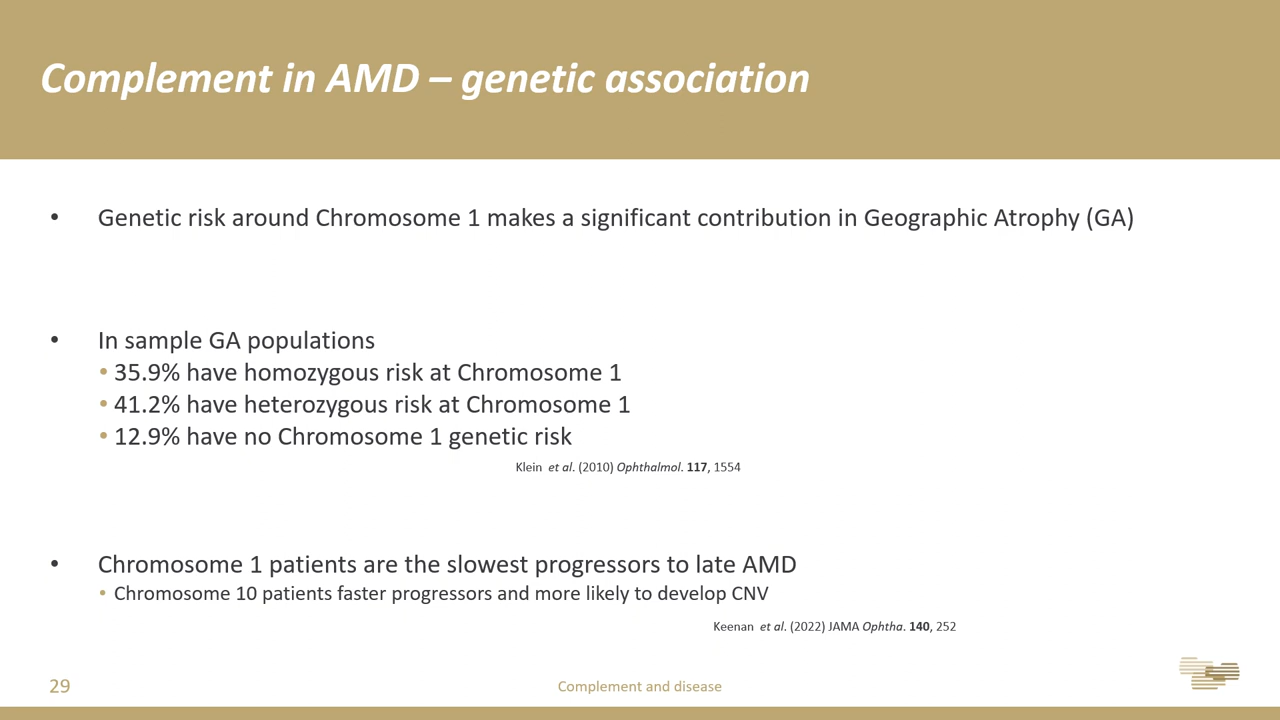 Complement in AMD – genetic association
• Genetic risk around Chromosome 1 makes a significant contribution in Geographic Atrophy (GA)
• In sample GA populations
• 35.9% have homozygous risk at Chromosome 1
• 41.2% have heterozygous risk at Chromosome 1
• 12.9% have no Chromosome 1 genetic risk
Klein et al. (2010) Ophthalmol. 117, 1554
• Chromosome 1 patients are the slowest progressors to late AMD
• Chromosome 10 patients faster progressors and more likely to develop CNV
Keenan et al. (2022) JAMA Ophtha. 140, 252
29
Complement and disease